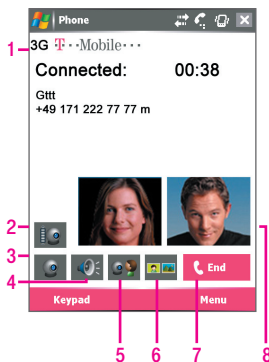 Phone
1
3G T··Mobile···
Connected: 00:38
Gttt
+49 171 222 77 77 m
2
3
4
End
Keypad Menu
5 6 7 8